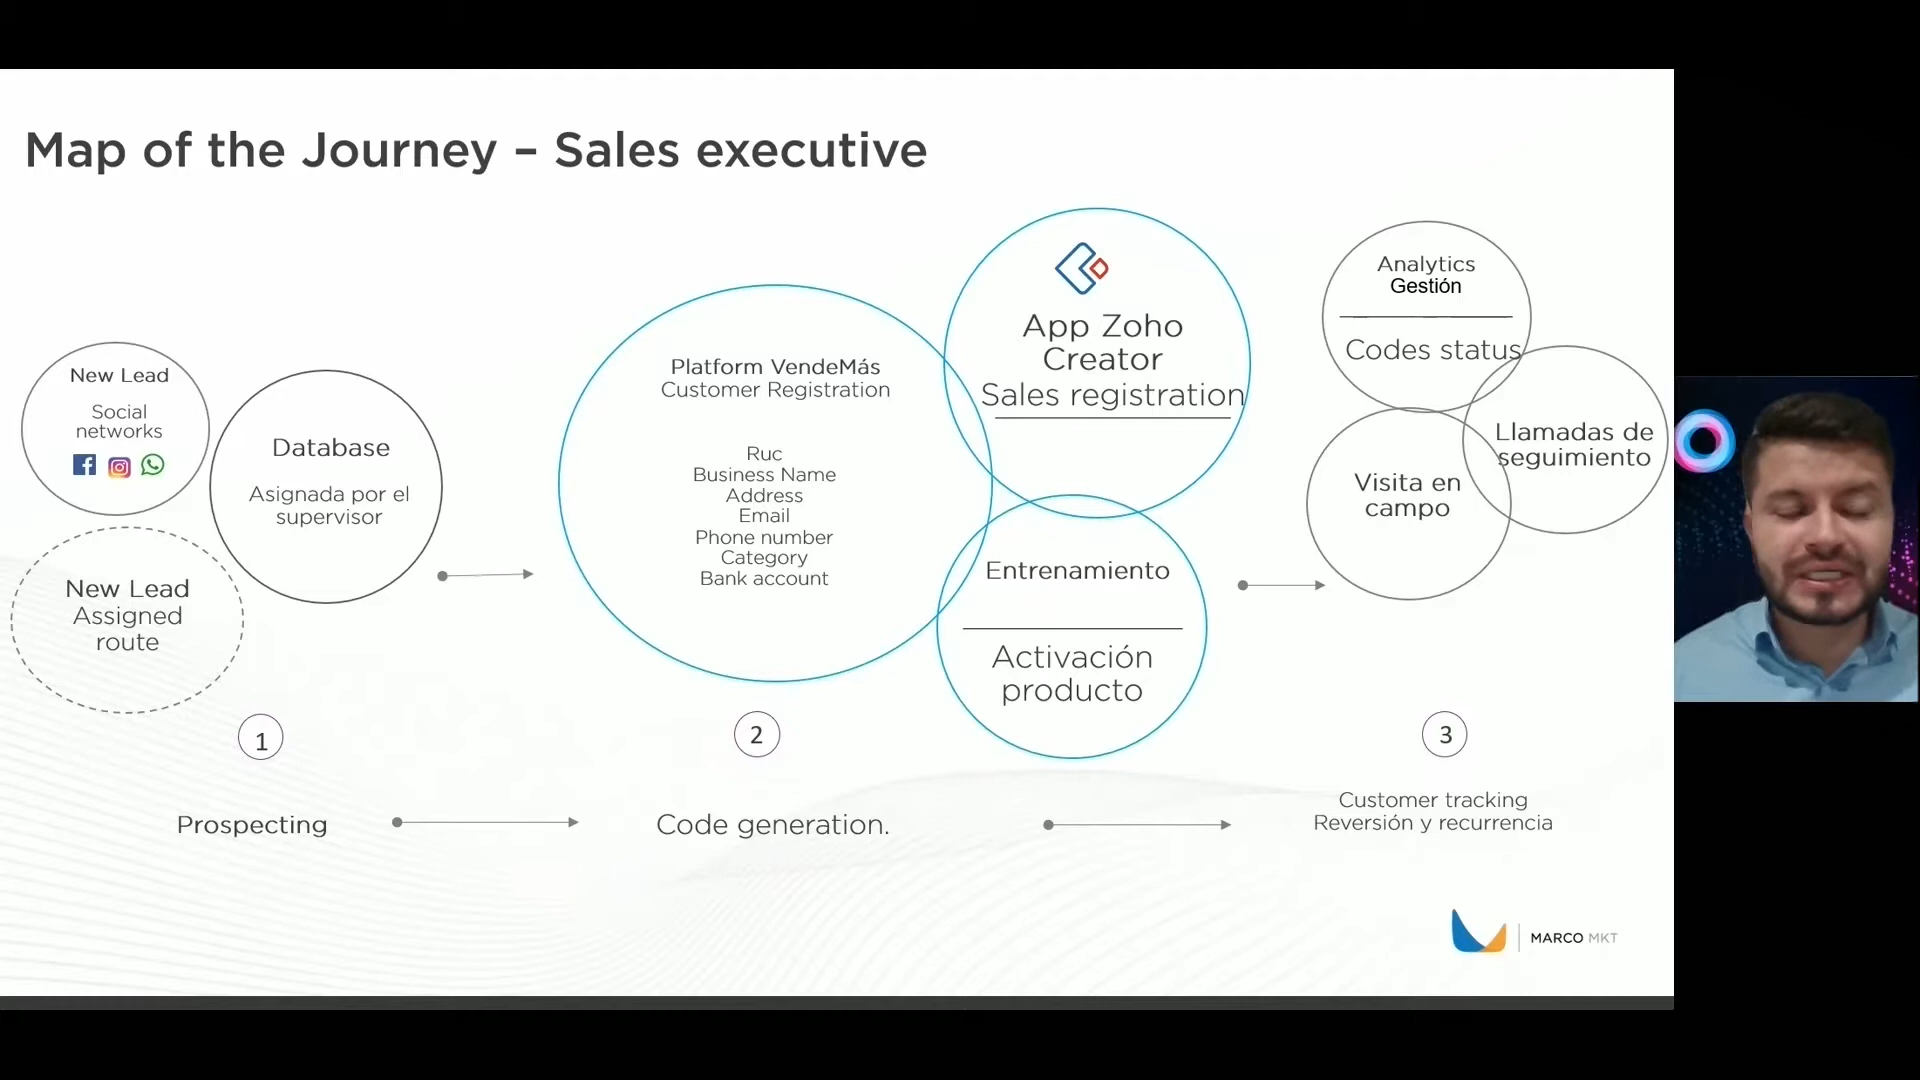 Map of the Journey – Sales executive
New Lead
Social
networks
Database
Asignada por el
supervisor
New Lead
Assigned
route
Platform VendeMás
Customer Registration
Ruc
Business Name
Address
Email
Phone number
Category
Bank account
App Zoho
Creator
Sales registration
Entrenamiento
Activación
producto
Analytics
Gestión
Codes status
Llamadas de
seguimiento
Visita en
campo
1
2
3
Prospecting
Code generation.
Customer tracking
Reversión y recurrencia
MARCO MKT